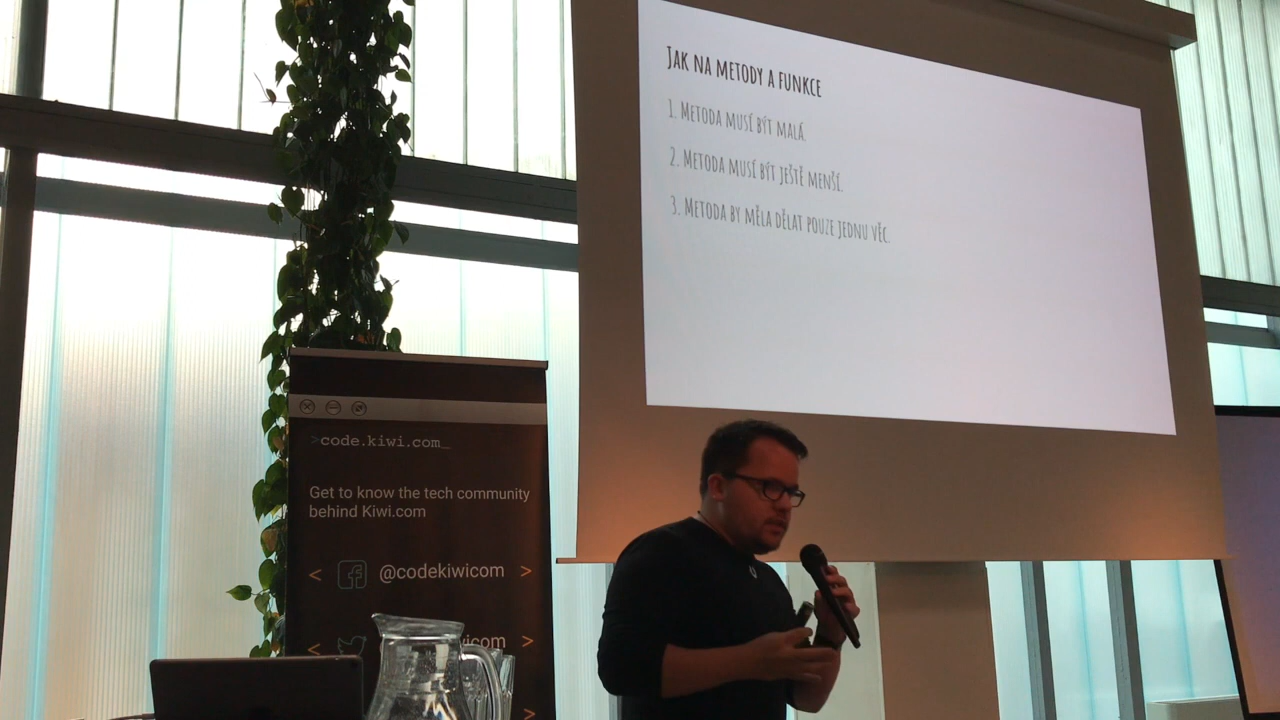 Jak na metody a funkce
1. Metoda musí být malá.
2. Metoda musí být ještě menší.
3. Metoda by měla dělat pouze jednu věc.
>code.kiwi.com_
Get to know the tech community
behind Kiwi.com
< @codekiwicom >
< >
>